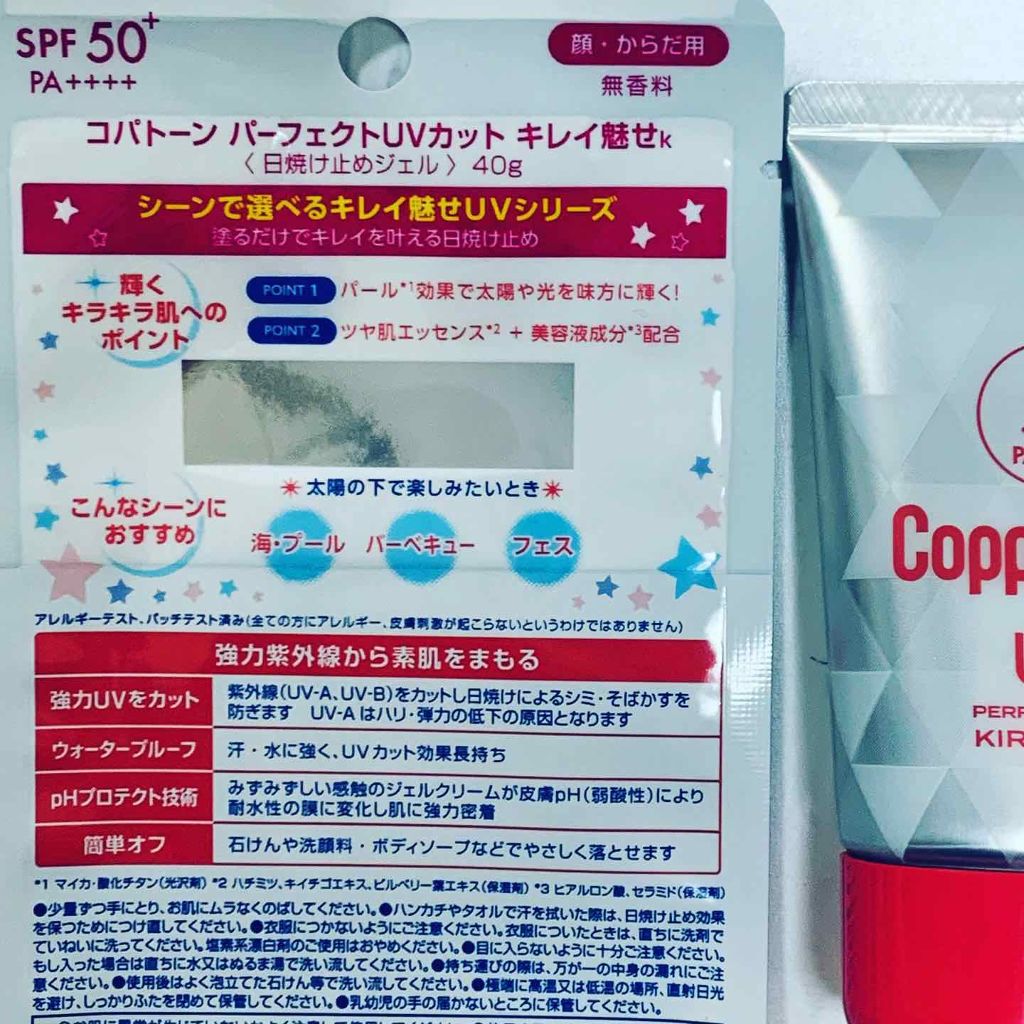 SPF 50+
PA++++
顔・からだ用
無香料
コパトーン パーフェクトUVカット キレイ魅せk
〈 日焼け止めジェル 〉 40g
シーンで選べるキレイ魅せUVシリーズ
塗るだけでキレイを叶える日焼け止め
輝く
キラキラ肌への
ポイント
POINT 1 パール*1効果で太陽や光を味方に輝く!
POINT 2 ツヤ肌エッセンス*2 + 美容液成分*3配合
こんなシーンに
おすすめ
太陽の下で楽しみたいとき
海・プール バーベキュー フェス
アレルギーテスト、パッチテスト済み(全ての方にアレルギー、皮膚刺激が起こらないというわけではありません)
強力紫外線から素肌をまもる
強力UVをカット 紫外線(UV-A、UV-B)をカットし日焼けによるシミ・そばかすを
防ぎます UV-Aはハリ・弾力の低下の原因となります
ウォータープルーフ 汗・水に強く、UVカット効果長持ち
pHプロテクト技術 みずみずしい感触のジェルクリームが皮膚pH(弱酸性)により
耐水性の膜に変化し肌に強力密着
簡単オフ 石けんや洗顔料・ボディソープなどでやさしく落とせます
*1 マイカ・酸化チタン(光沢剤) *2 ハチミツ、キイチゴエキス、ビルベリー葉エキス(保湿剤) *3 ヒアルロン酸、セラミド(保湿剤)
●少量ずつ手にとり、お肌にムラなくのばしてください。●ハンカチやタオルで汗を拭いた際は、日焼け止め効果
を保つためにつけ直してください。●衣服につかないようにご注意ください。衣服についたときは、直ちに洗剤で
ていねいに洗ってください。塩素系漂白剤のご使用はおやめください。●目に入らないように十分ご注意ください。
もし入った場合は直ちに水又はぬるま湯で洗い流してください。●持ち運びの際は、万が一の中身の漏れにご注
意ください。●使用後はよく泡立てた石けん等で洗い流してください。●極端に高温又は低温の場所、直射日光
を避け、しっかりふたを閉めて保管してください。●乳幼児の手の届かないところに保管してください。
PA
Copp
U
PERF
KIR